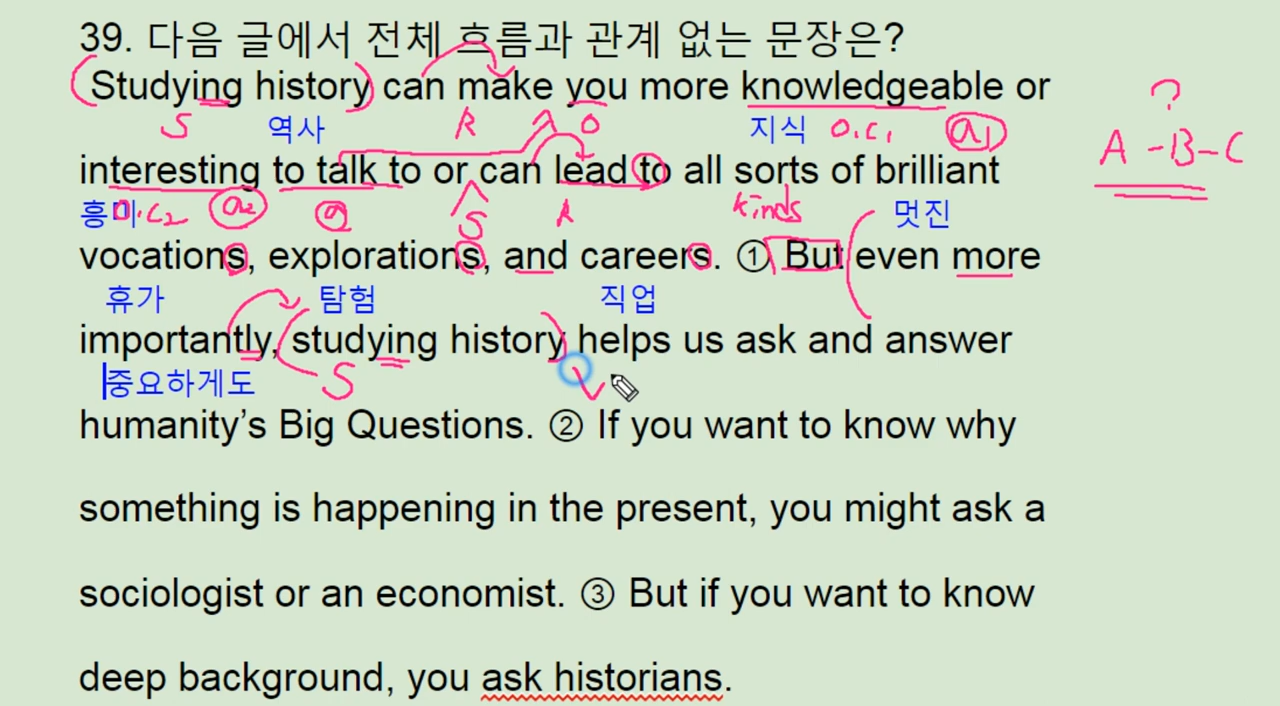 39. 다음 글에서 전체 흐름과 관계 없는 문장은?
(Studying history) can make you more knowledgeable or
?
S 역사 R O 지식 O.C₁ a1
A - B - C
interesting to talk to or can lead to all sorts of brilliant
흥미 O.C₂ a2 a S R kinds 멋진
vocations, explorations, and careers. ① But (even more
휴가 탐험 직업
importantly, (studying history) helps us ask and answer
중요하게도 S V
humanity's Big Questions. ② If you want to know why
something is happening in the present, you might ask a
sociologist or an economist. ③ But if you want to know
deep background, you ask historians.